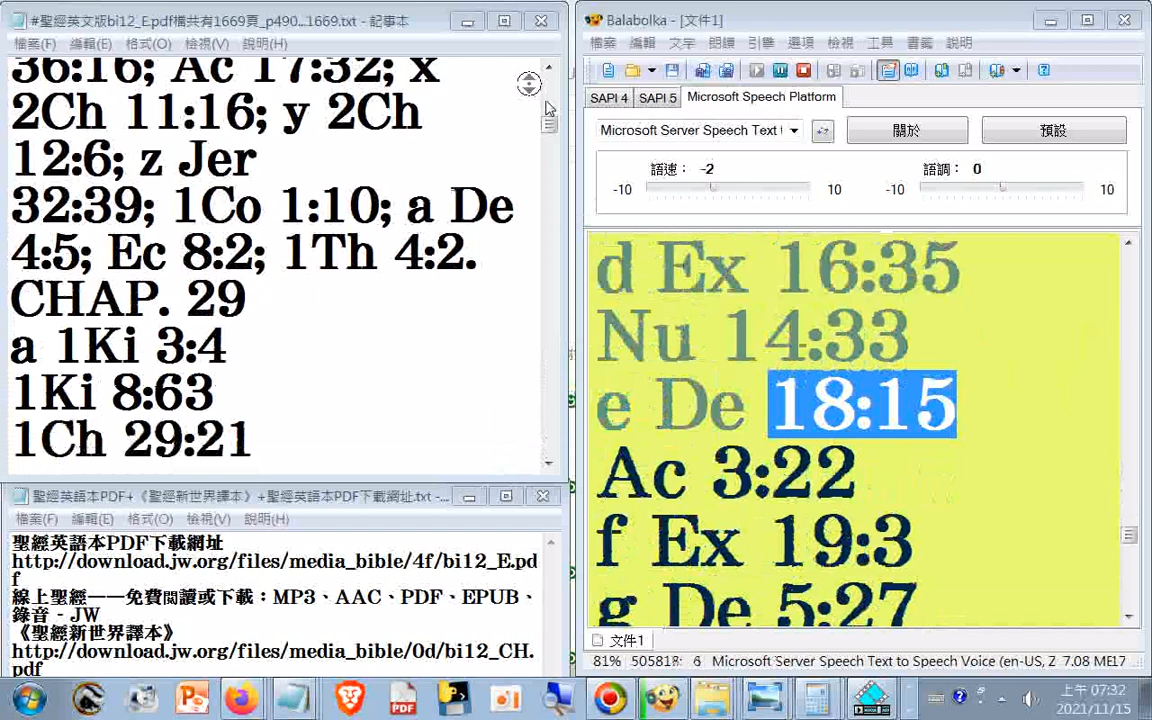 #聖經英文版bi12_E.pdf檔共有1669頁_p490...1669.txt - 記事本
檔案(F) 編輯(E) 格式(O) 檢視(V) 說明(H)
36:16; Ac 17:32; x
2Ch 11:16; y 2Ch
12:6; z Jer
32:39; 1Co 1:10; a De
4:5; Ec 8:2; 1Th 4:2.
CHAP. 29
a 1Ki 3:4
1Ki 8:63
1Ch 29:21
聖經英語本PDF+《聖經新世界譯本》+聖經英語本PDF下載網址.txt -...
檔案(F) 編輯(E) 格式(O) 檢視(V) 說明(H)
聖經英語本PDF下載網址
http://download.jw.org/files/media_bible/4f/bi12_E.pd
f
線上聖經——免費閱讀或下載：MP3、AAC、PDF、EPUB、
錄音 - JW
《聖經新世界譯本》
http://download.jw.org/files/media_bible/0d/bi12_CH.
pdf
Balabolka - [文件1]
檔案 編輯 文字 朗讀 引擎 選項 檢視 工具 書籤 說明
SAPI 4 SAPI 5 Microsoft Speech Platform
Microsoft Server Speech Text 關於 預設
語速： -2 語調： 0
-10 10 -10 10
d Ex 16:35
Nu 14:33
e De 18:15
Ac 3:22
f Ex 19:3
g De 5:27
文件1
81% 505818: 6 Microsoft Server Speech Text to Speech Voice (en-US, Z 7.08 ME17
上午 07:32
2021/11/15